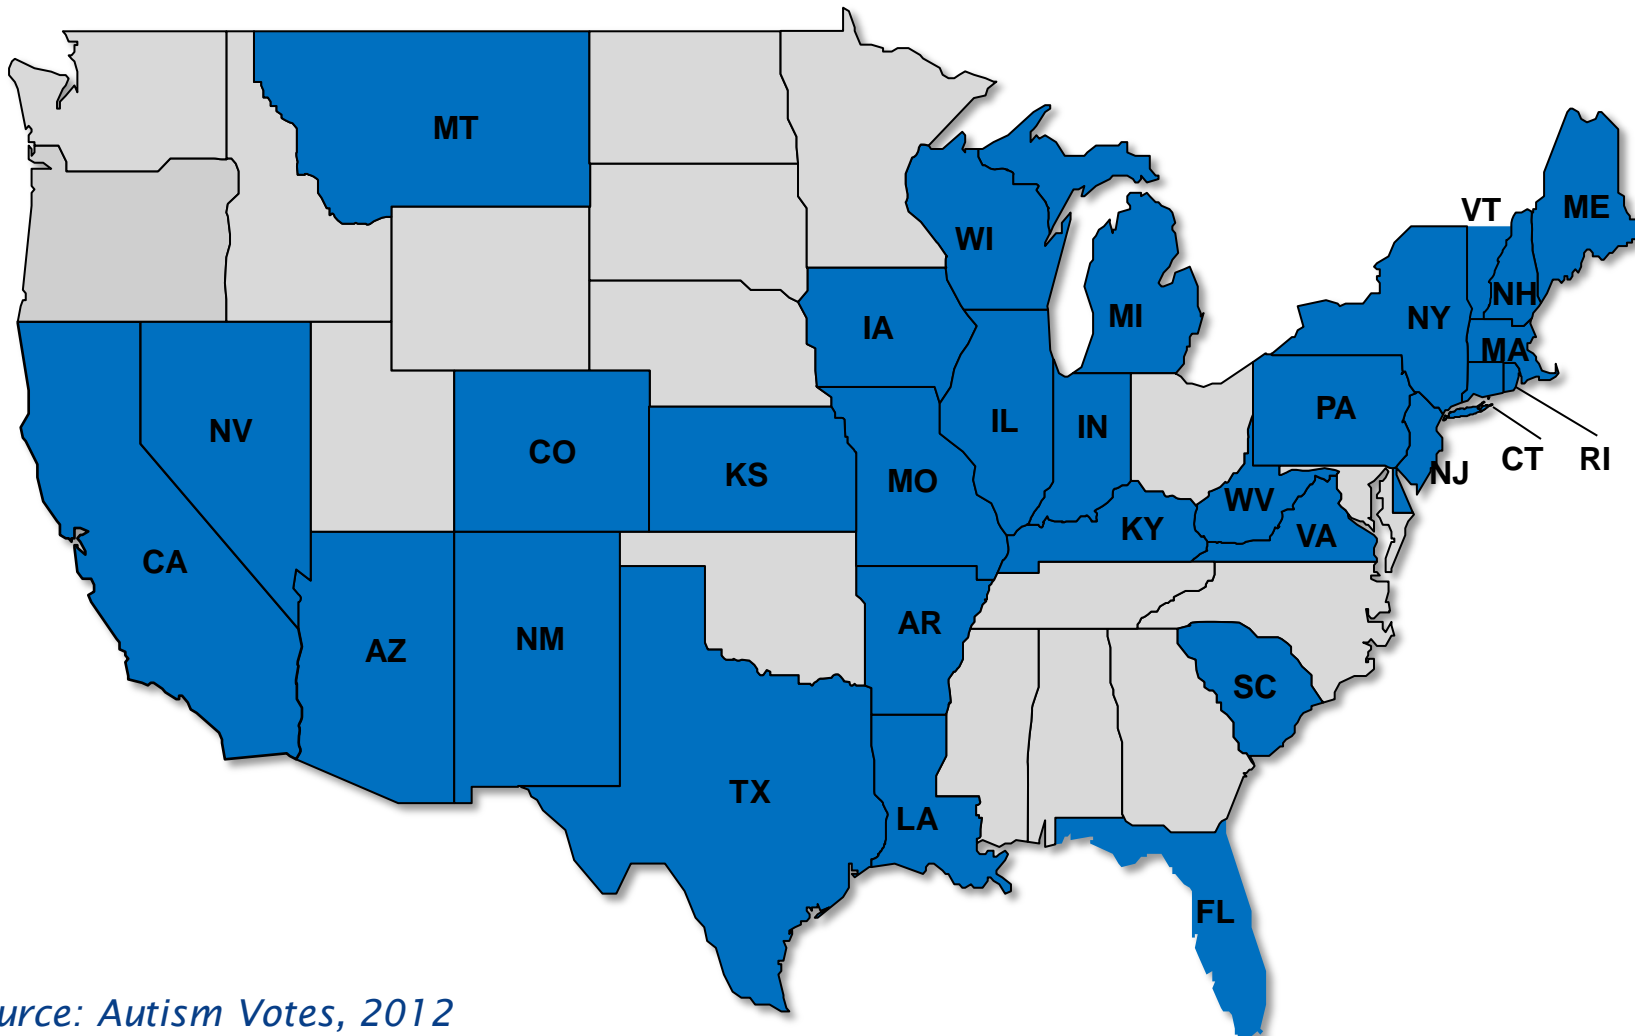 MT
VT
ME
WI
NH
MI
NY
IA
MA
PA
NV
IL
IN
CO
KS
MO
CT
RI
NJ
WV
KY
VA
CA
AR
AZ
NM
SC
TX
LA
FL
urce: Autism Votes, 2012